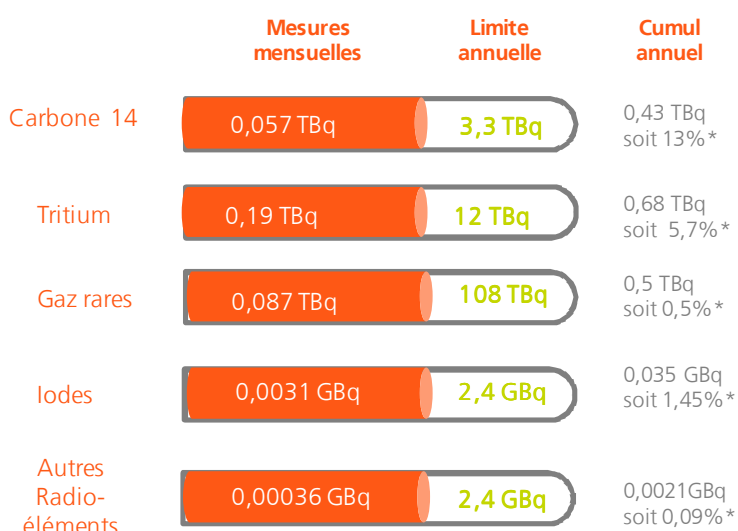 Mesures mensuelles
Limite annuelle
Cumul annuel
Carbone 14
0,057 TBq
3,3 TBq
0,43 TBq
soit 13%*
Tritium
0,19 TBq
12 TBq
0,68 TBq
soit 5,7%*
Gaz rares
0,087 TBq
108 TBq
0,5 TBq
soit 0,5%*
Iodes
0,0031 GBq
2,4 GBq
0,035 GBq
soit 1,45%*
Autres
Radio-
éléments
0,00036 GBq
2,4 GBq
0,0021GBq
soit 0,09%*